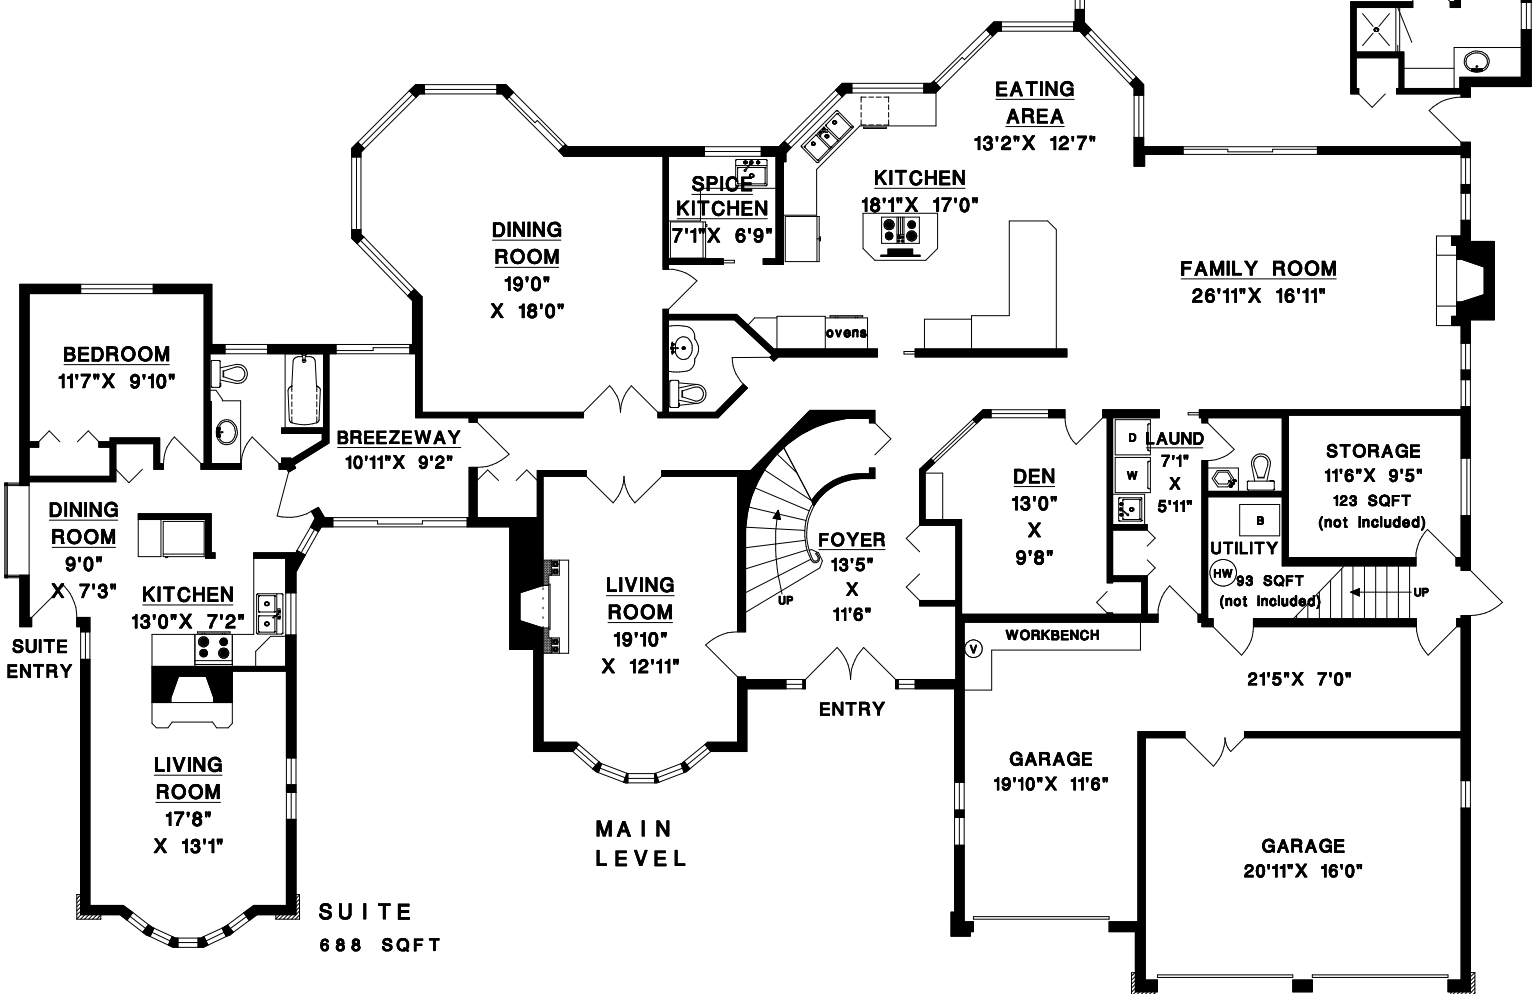 EATING
AREA
13'2"X 12'7"
KITCHEN
18'1"X 17'0"
SPICE
KITCHEN
7'1"X 6'9"
DINING
ROOM
19'0"
X 18'0"
FAMILY ROOM
26'11"X 16'11"
ovens
BEDROOM
11'7"X 9'10"
BREEZEWAY
10'11"X 9'2"
DINING
ROOM
9'0"
X 7'3"
KITCHEN
13'0"X 7'2"
SUITE
ENTRY
LIVING
ROOM
17'8"
X 13'1"
SUITE
688 SQFT
LIVING
ROOM
19'10"
X 12'11"
MAIN
LEVEL
UP
FOYER
13'5"
X
11'6"
ENTRY
DEN
13'0"
X
9'8"
D
W
LAUND
7'1"
X
5'11"
STORAGE
11'6"X 9'5"
123 SQFT
(not included)
B
UTILITY
HW
93 SQFT
(not included)
UP
WORKBENCH
V
21'5"X 7'0"
GARAGE
19'10"X 11'6"
GARAGE
20'11"X 16'0"